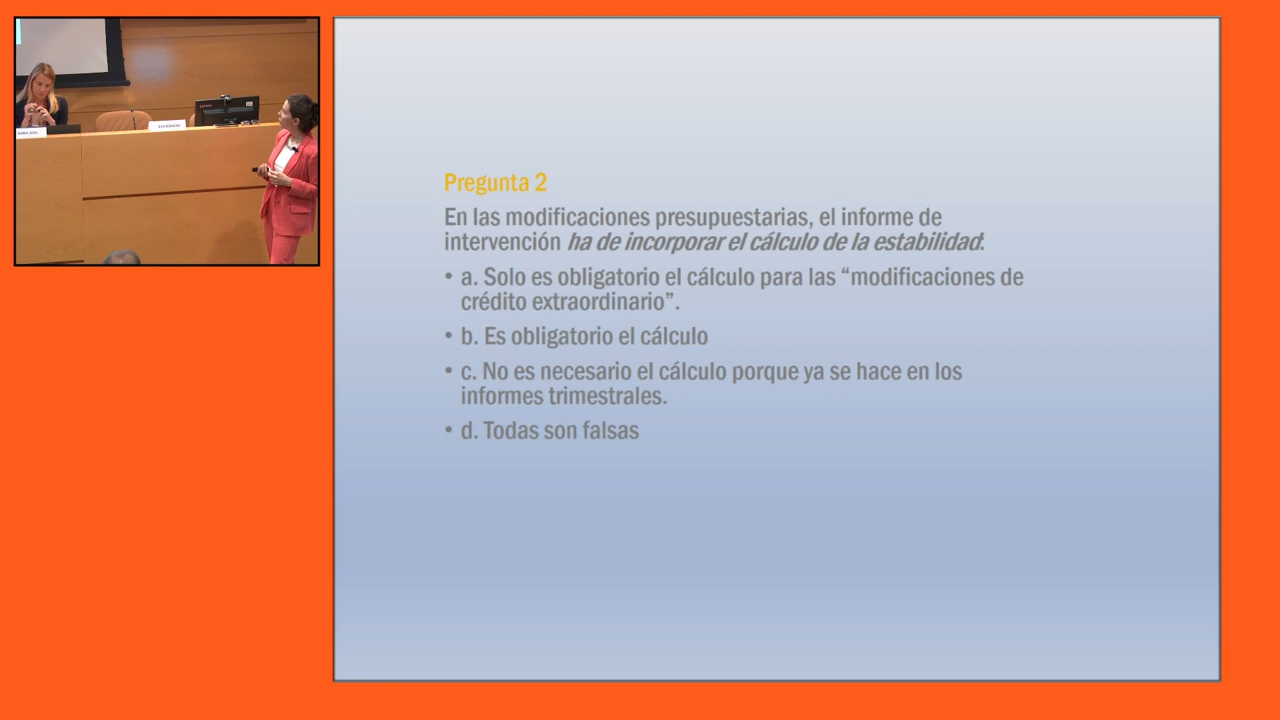 Pregunta 2
En las modificaciones presupuestarias, el informe de
intervención ha de incorporar el cálculo de la estabilidad:
• a. Solo es obligatorio el cálculo para las “modificaciones de
crédito extraordinario”.
• b. Es obligatorio el cálculo
• c. No es necesario el cálculo porque ya se hace en los
informes trimestrales.
• d. Todas son falsas